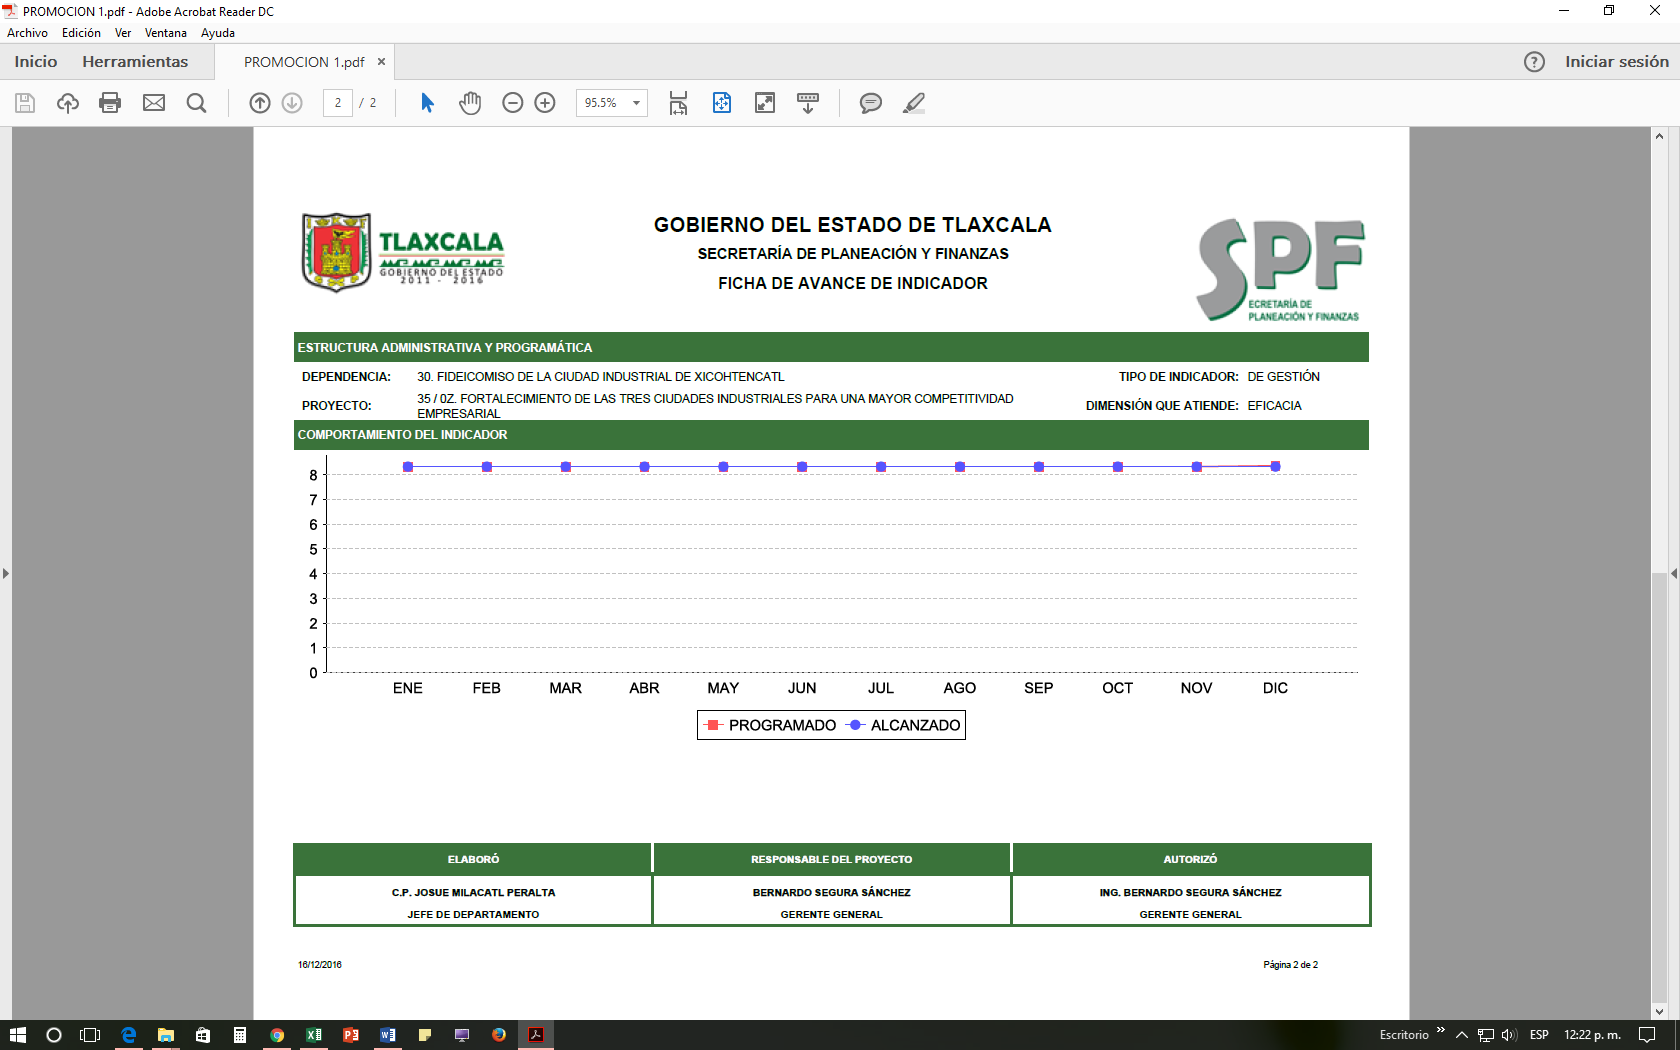 PROMOCION 1.pdf - Adobe Acrobat Reader DC
Archivo Edición Ver Ventana Ayuda
Inicio Herramientas PROMOCION 1.pdf × ? Iniciar sesión
2 / 2 95.5%
TLAXCALA
GOBIERNO DEL ESTADO
2011 - 2016
GOBIERNO DEL ESTADO DE TLAXCALA
SECRETARÍA DE PLANEACIÓN Y FINANZAS
FICHA DE AVANCE DE INDICADOR
SPF
ECRETARÍA DE
PLANEACIÓN Y FINANZAS
ESTRUCTURA ADMINISTRATIVA Y PROGRAMÁTICA
DEPENDENCIA: 30. FIDEICOMISO DE LA CIUDAD INDUSTRIAL DE XICOHTENCATL TIPO DE INDICADOR: DE GESTIÓN
PROYECTO: 35 / 0Z. FORTALECIMIENTO DE LAS TRES CIUDADES INDUSTRIALES PARA UNA MAYOR COMPETITIVIDAD
EMPRESARIAL
DIMENSIÓN QUE ATIENDE: EFICACIA
COMPORTAMIENTO DEL INDICADOR
8
7
6
5
4
3
2
1
0
ENE FEB MAR ABR MAY JUN JUL AGO SEP OCT NOV DIC
PROGRAMADO ALCANZADO
ELABORÓ RESPONSABLE DEL PROYECTO AUTORIZÓ
C.P. JOSUE MILACATL PERALTA BERNARDO SEGURA SÁNCHEZ ING. BERNARDO SEGURA SÁNCHEZ
JEFE DE DEPARTAMENTO GERENTE GENERAL GERENTE GENERAL
16/12/2016 Página 2 de 2
Escritorio » ESP 12:22 p. m.